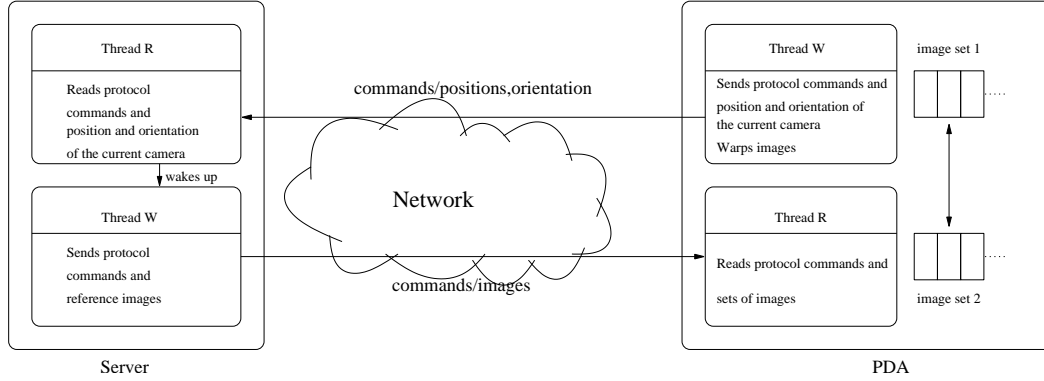 Thread R
Reads protocol
commands and
position and orientation
of the current camera
wakes up
Thread W
Sends protocol
commands and
reference images
Server
commands/positions,orientation
Network
commands/images
Thread W
Sends protocol commands and
position and orientation of
the current camera
Warps images
Thread R
Reads protocol commands and
sets of images
image set 1
.....
.....
image set 2
PDA